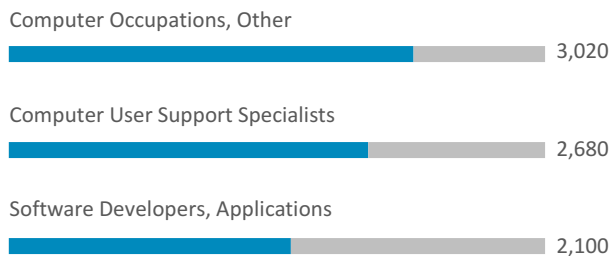 Computer Occupations, Other
3,020
Computer User Support Specialists
2,680
Software Developers, Applications
2,100